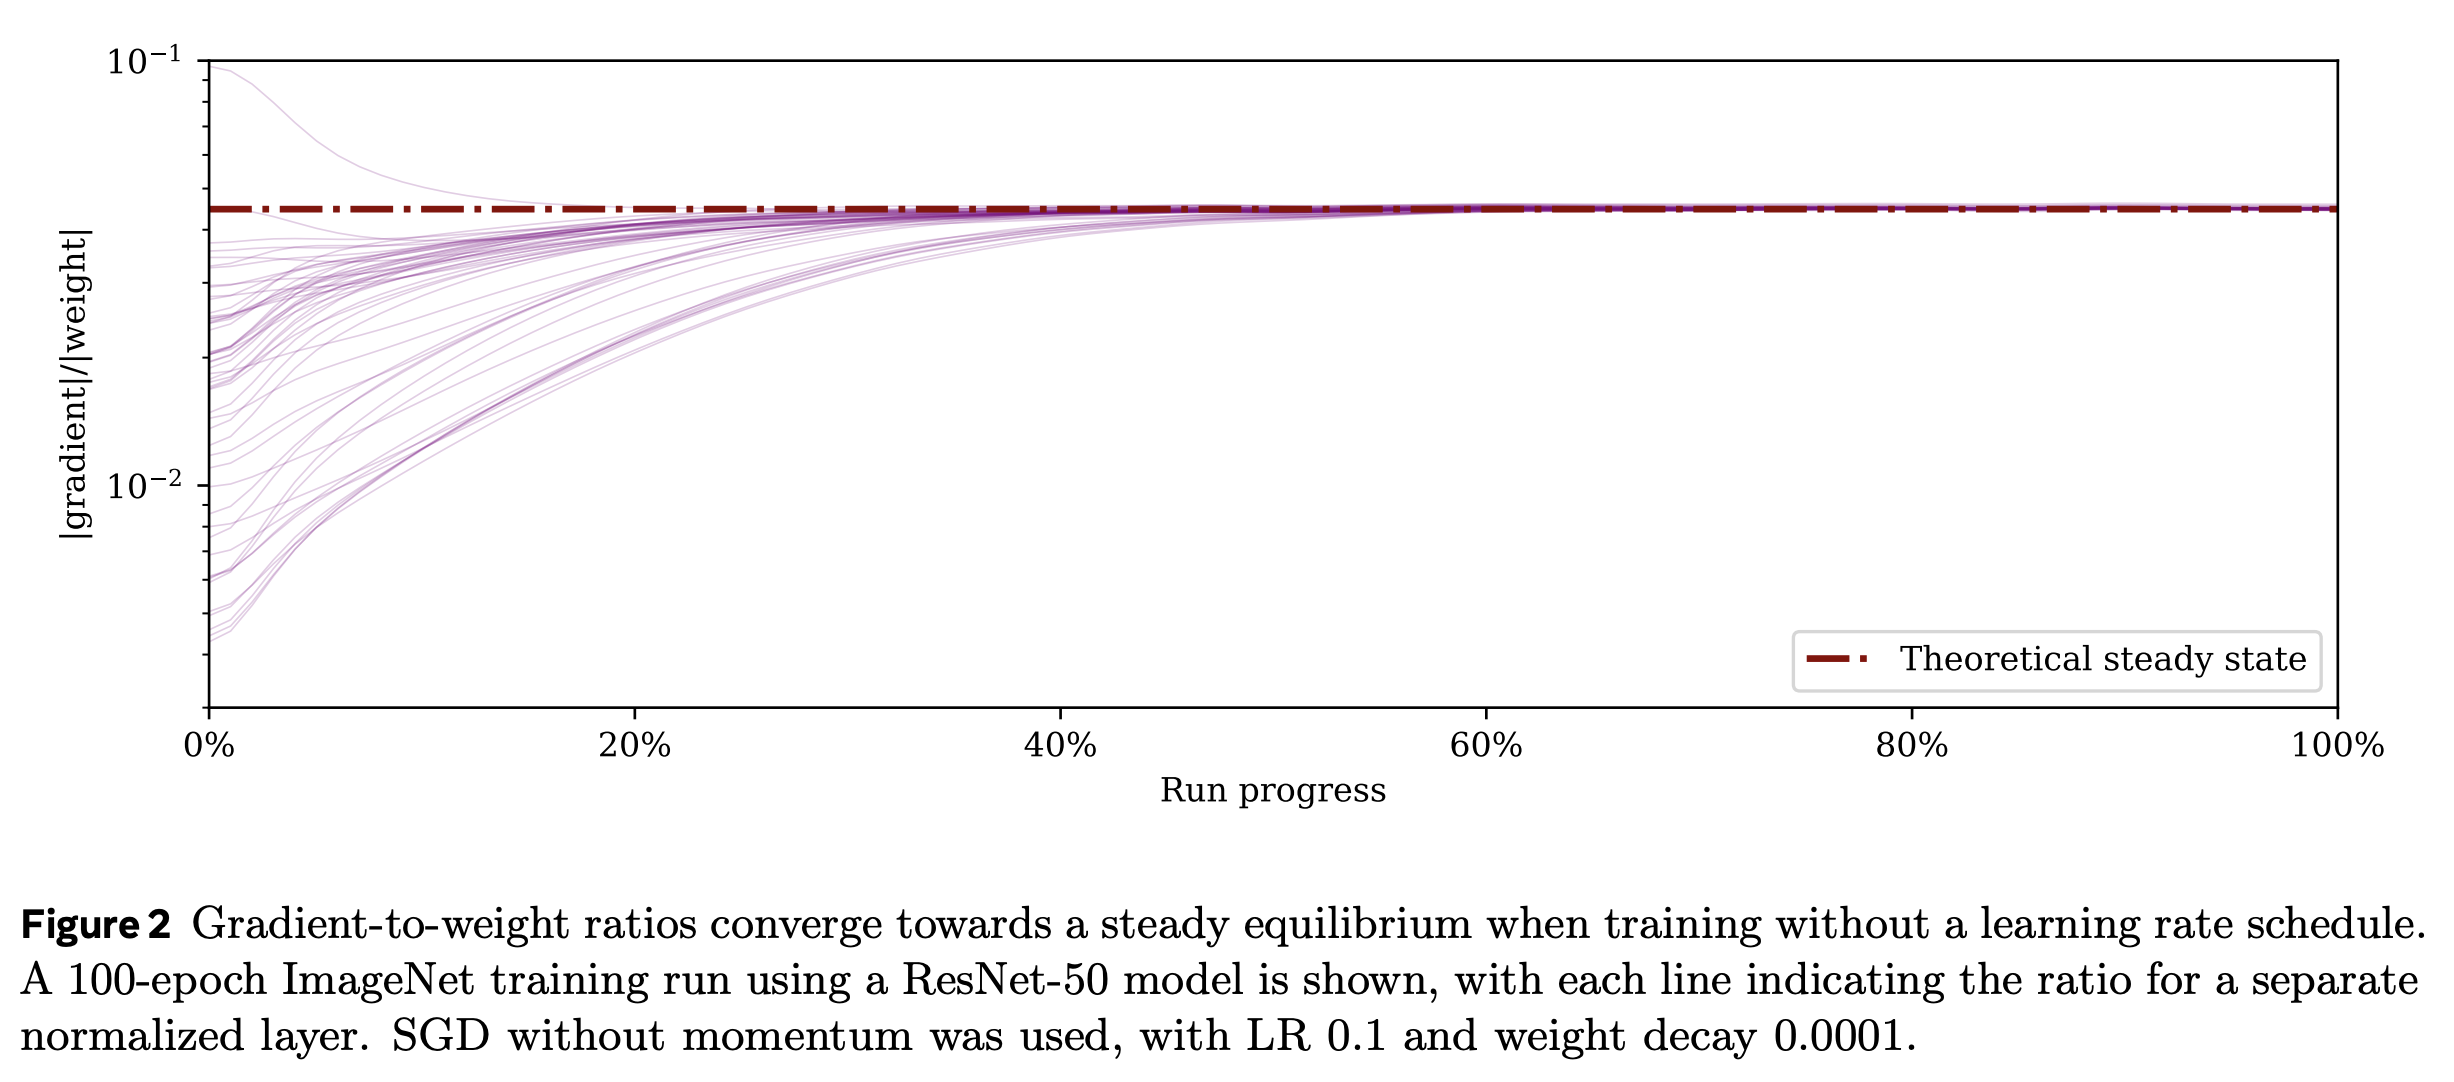 10⁻¹
10⁻²
|gradient|/|weight|
Theoretical steady state
0% 20% 40% 60% 80% 100%
Run progress
Figure 2 Gradient-to-weight ratios converge towards a steady equilibrium when training without a learning rate schedule.
A 100-epoch ImageNet training run using a ResNet-50 model is shown, with each line indicating the ratio for a separate
normalized layer. SGD without momentum was used, with LR 0.1 and weight decay 0.0001.